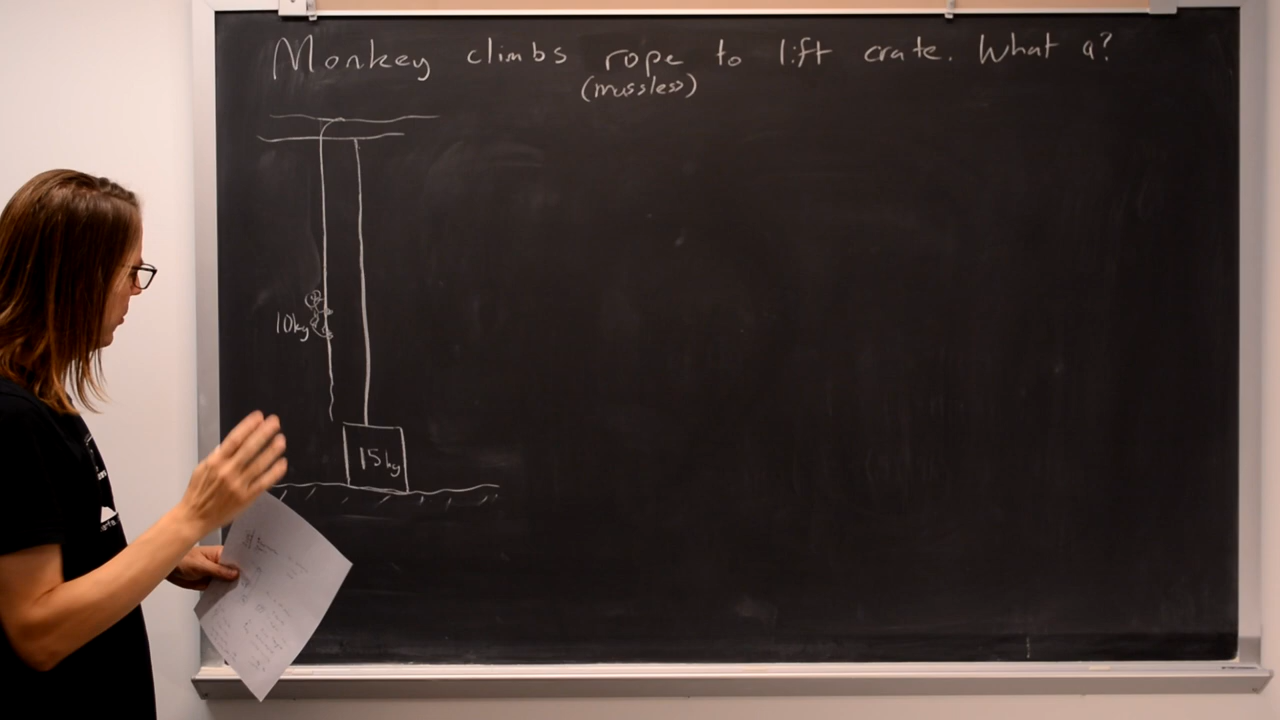 Monkey climbs rope to lift crate. What a?
(massless)
10kg
15kg